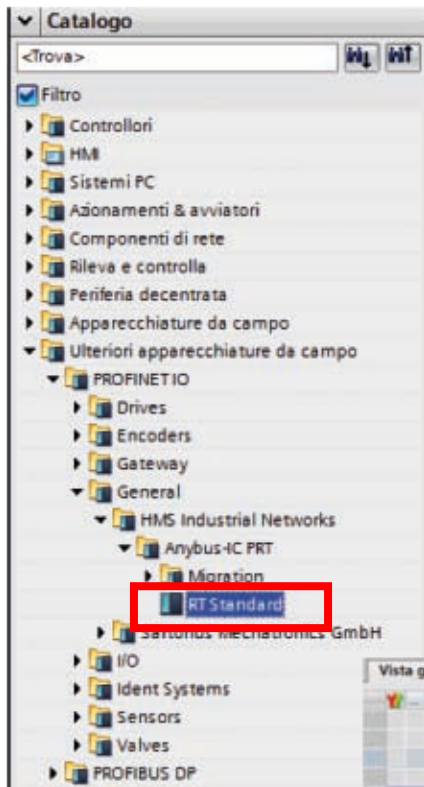 Catalogo
<Trova>
Filtro
Controllori
HMI
Sistemi PC
Azionamenti & avviatori
Componenti di rete
Rileva e controlla
Periferia decentrata
Apparecchiature da campo
Ulteriori apparecchiature da campo
PROFINET IO
Drives
Encoders
Gateway
General
HMS Industrial Networks
Anybus-IC PRT
Migration
RT Standard
Sartorius Mechatronics GmbH
I/O
Ident Systems
Vista g
Sensors
Valves
PROFIBUS DP